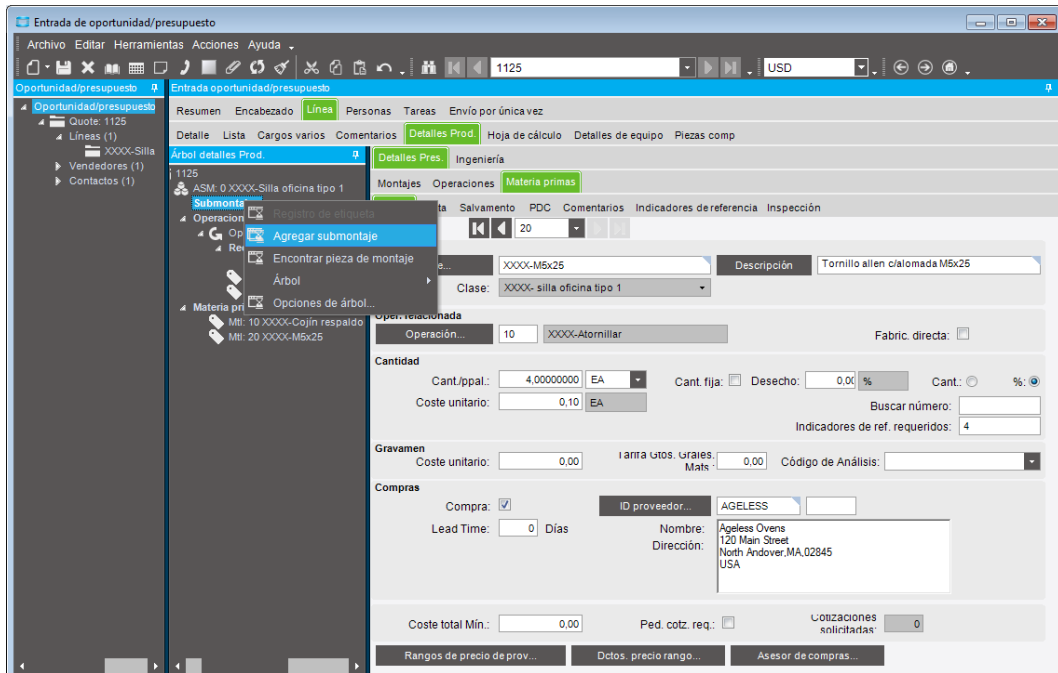 Entrada de oportunidad/presupuesto
Archivo Editar Herramientas Acciones Ayuda
1125 USD
Oportunidad/presupuesto
Entrada oportunidad/presupuesto
Oportunidad/presupuesto
Quote: 1125
Líneas (1)
XXXX-Silla
Vendedores (1)
Contactos (1)
Resumen Encabezado Línea Personas Tareas Envío por única vez
Detalle Lista Cargos varios Comentarios Detalles Prod. Hoja de cálculo Detalles de equipo Piezas comp
Árbol detalles Prod.
1125
ASM: 0 XXXX-Silla oficina tipo 1
Submonta
Operacion
Op
Re
Materia pri
Mtl: 10 XXXX-Cojín respaldo
Mtl: 20 XXXX-M5x25
Registro de etiqueta
Agregar submontaje
Encontrar pieza de montaje
Árbol
Opciones de árbol...
Detalles Pres. Ingeniería
Montajes Operaciones Materia primas
ta Salvamento PDC Comentarios Indicadores de referencia Inspección
20
e... XXXX-M5x25 Descripción Tornillo allen c/alomada M5x25
Clase: XXXX- silla oficina tipo 1
Oper. relacionada
Operación... 10 XXXX-Atornillar Fabric. directa:
Cantidad
Cant./ppal.: 4,00000000 EA Cant. fija: Desecho: 0,00 % Cant.: %:
Coste unitario: 0,10 EA Buscar número:
Indicadores de ref. requeridos: 4
Gravamen
Coste unitario: 0,00 Tarifa Gtos. Grales. Mats.: 0,00 Código de Análisis:
Compras
Compra: ID proveedor... AGELESS
Lead Time: 0 Días Nombre: Ageless Ovens
Dirección: 120 Main Street
North Andover,MA,02845
USA
Coste total Mín.: 0,00 Ped. cotz. req.: Cotizaciones solicitadas: 0
Rangos de precio de prov... Dctos. precio rango... Asesor de compras...